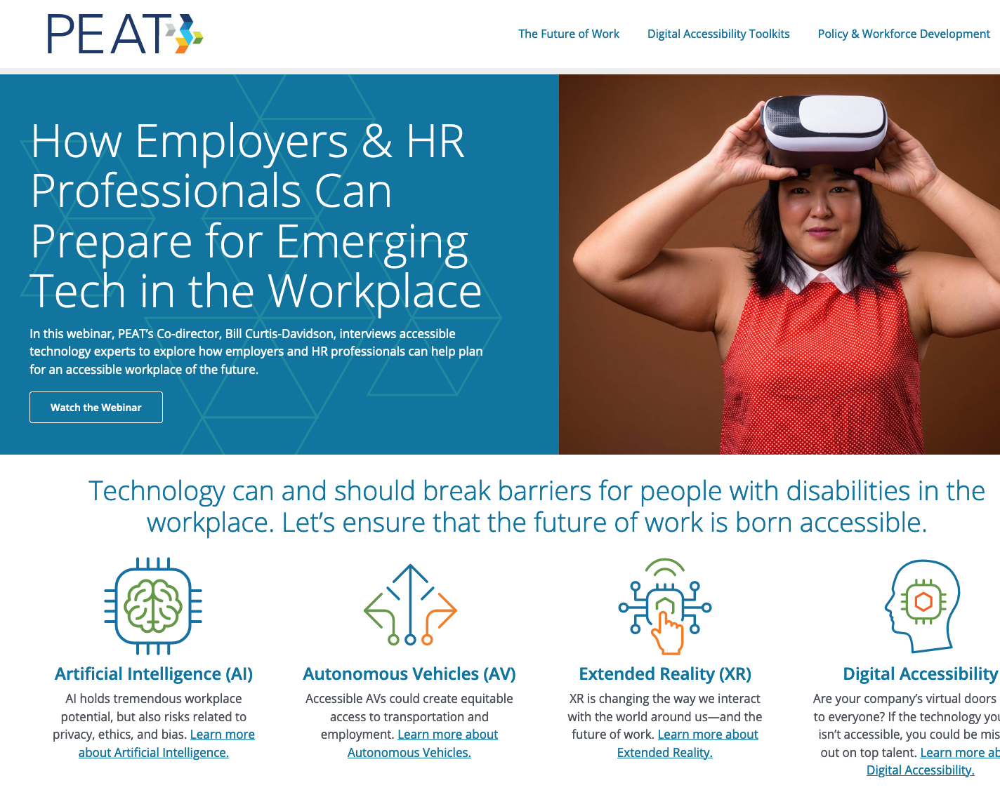 PEAT
The Future of Work
Digital Accessibility Toolkits
Policy & Workforce Development
How Employers & HR
Professionals Can
Prepare for Emerging
Tech in the Workplace
In this webinar, PEAT’s Co-director, Bill Curtis-Davidson, interviews accessible
technology experts to explore how employers and HR professionals can help plan
for an accessible workplace of the future.
Watch the Webinar
Technology can and should break barriers for people with disabilities in the
workplace. Let’s ensure that the future of work is born accessible.
Artificial Intelligence (AI)
AI holds tremendous workplace
potential, but also risks related to
privacy, ethics, and bias. Learn more
about Artificial Intelligence.
Autonomous Vehicles (AV)
Accessible AVs could create equitable
access to transportation and
employment. Learn more about
Autonomous Vehicles.
Extended Reality (XR)
XR is changing the way we interact
with the world around us—and the
future of work. Learn more about
Extended Reality.
Digital Accessibility
Are your company’s virtual doors
to everyone? If the technology
isn’t accessible, you could be
out on top talent. Learn more
Digital Accessibility.